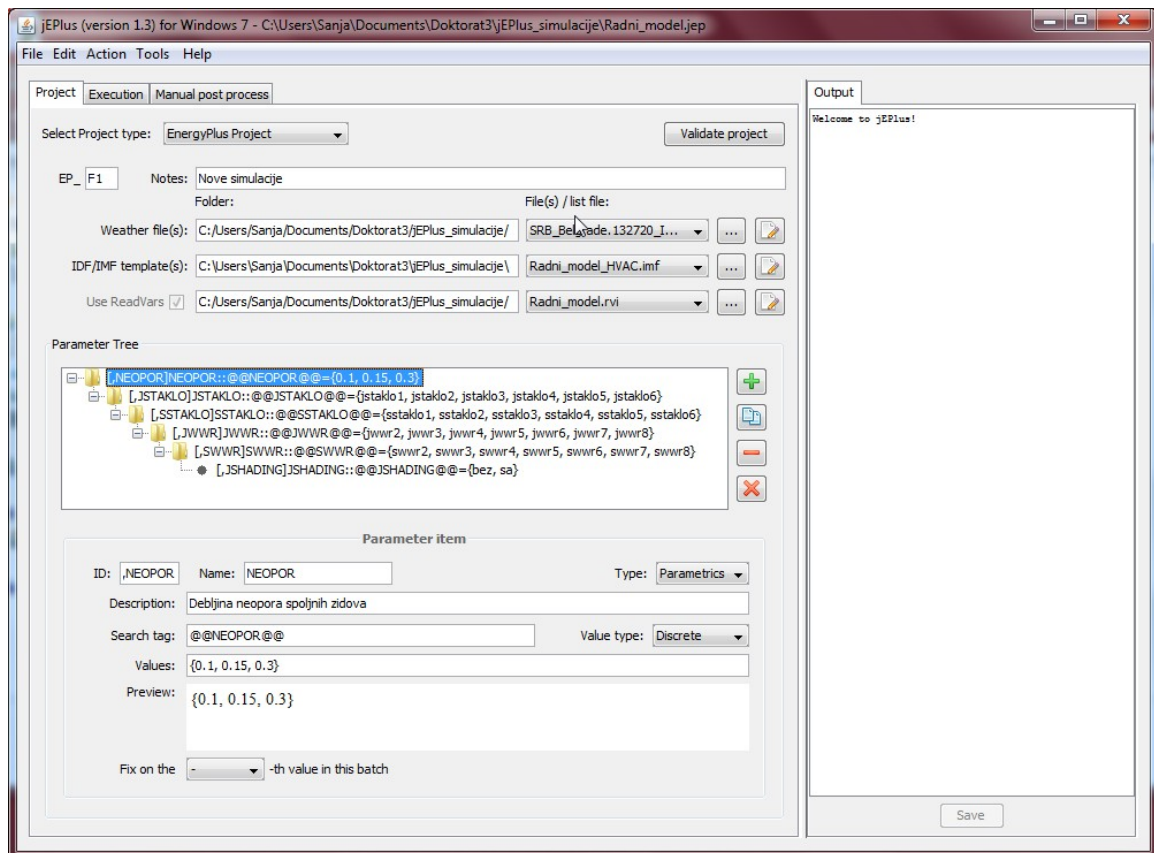 jEPlus (version 1.3) for Windows 7 - C:\Users\Sanja\Documents\Doktorat3\jEPlus_simulacije\Radni_model.jep
File Edit Action Tools Help
Project Execution Manual post process
Select Project type: EnergyPlus Project Validate project
EP_ F1 Notes: Nove simulacije
Folder: File(s) / list file:
Weather file(s): C:/Users/Sanja/Documents/Doktorat3/jEPlus_simulacije/ SRB_Belgrade.132720_I... ...
IDF/IMF template(s): C:\Users\Sanja\Documents\Doktorat3\jEPlus_simulacije\ Radni_model_HVAC.imf ...
Use ReadVars C:/Users/Sanja/Documents/Doktorat3/jEPlus_simulacije/ Radni_model.rvi ...
Parameter Tree
[,NEOPOR]NEOPOR::@@NEOPOR@@={0.1, 0.15, 0.3}
[,JSTAKLO]JSTAKLO::@@JSTAKLO@@={jstaklo1, jstaklo2, jstaklo3, jstaklo4, jstaklo5, jstaklo6}
[,SSTAKLO]SSTAKLO::@@SSTAKLO@@={sstaklo1, sstaklo2, sstaklo3, sstaklo4, sstaklo5, sstaklo6}
[,JWWR]JWWR::@@JWWR@@={jwwr2, jwwr3, jwwr4, jwwr5, jwwr6, jwwr7, jwwr8}
[,SWWR]SWWR::@@SWWR@@={swwr2, swwr3, swwr4, swwr5, swwr6, swwr7, swwr8}
[,JSHADING]JSHADING::@@JSHADING@@={bez, sa}
Parameter item
ID: ,NEOPOR Name: NEOPOR Type: Parametrics
Description: Debljina neopora spoljnih zidova
Search tag: @@NEOPOR@@ Value type: Discrete
Values: {0.1, 0.15, 0.3}
Preview: {0.1, 0.15, 0.3}
Fix on the - -th value in this batch
Output
Welcome to jEPlus!
Save